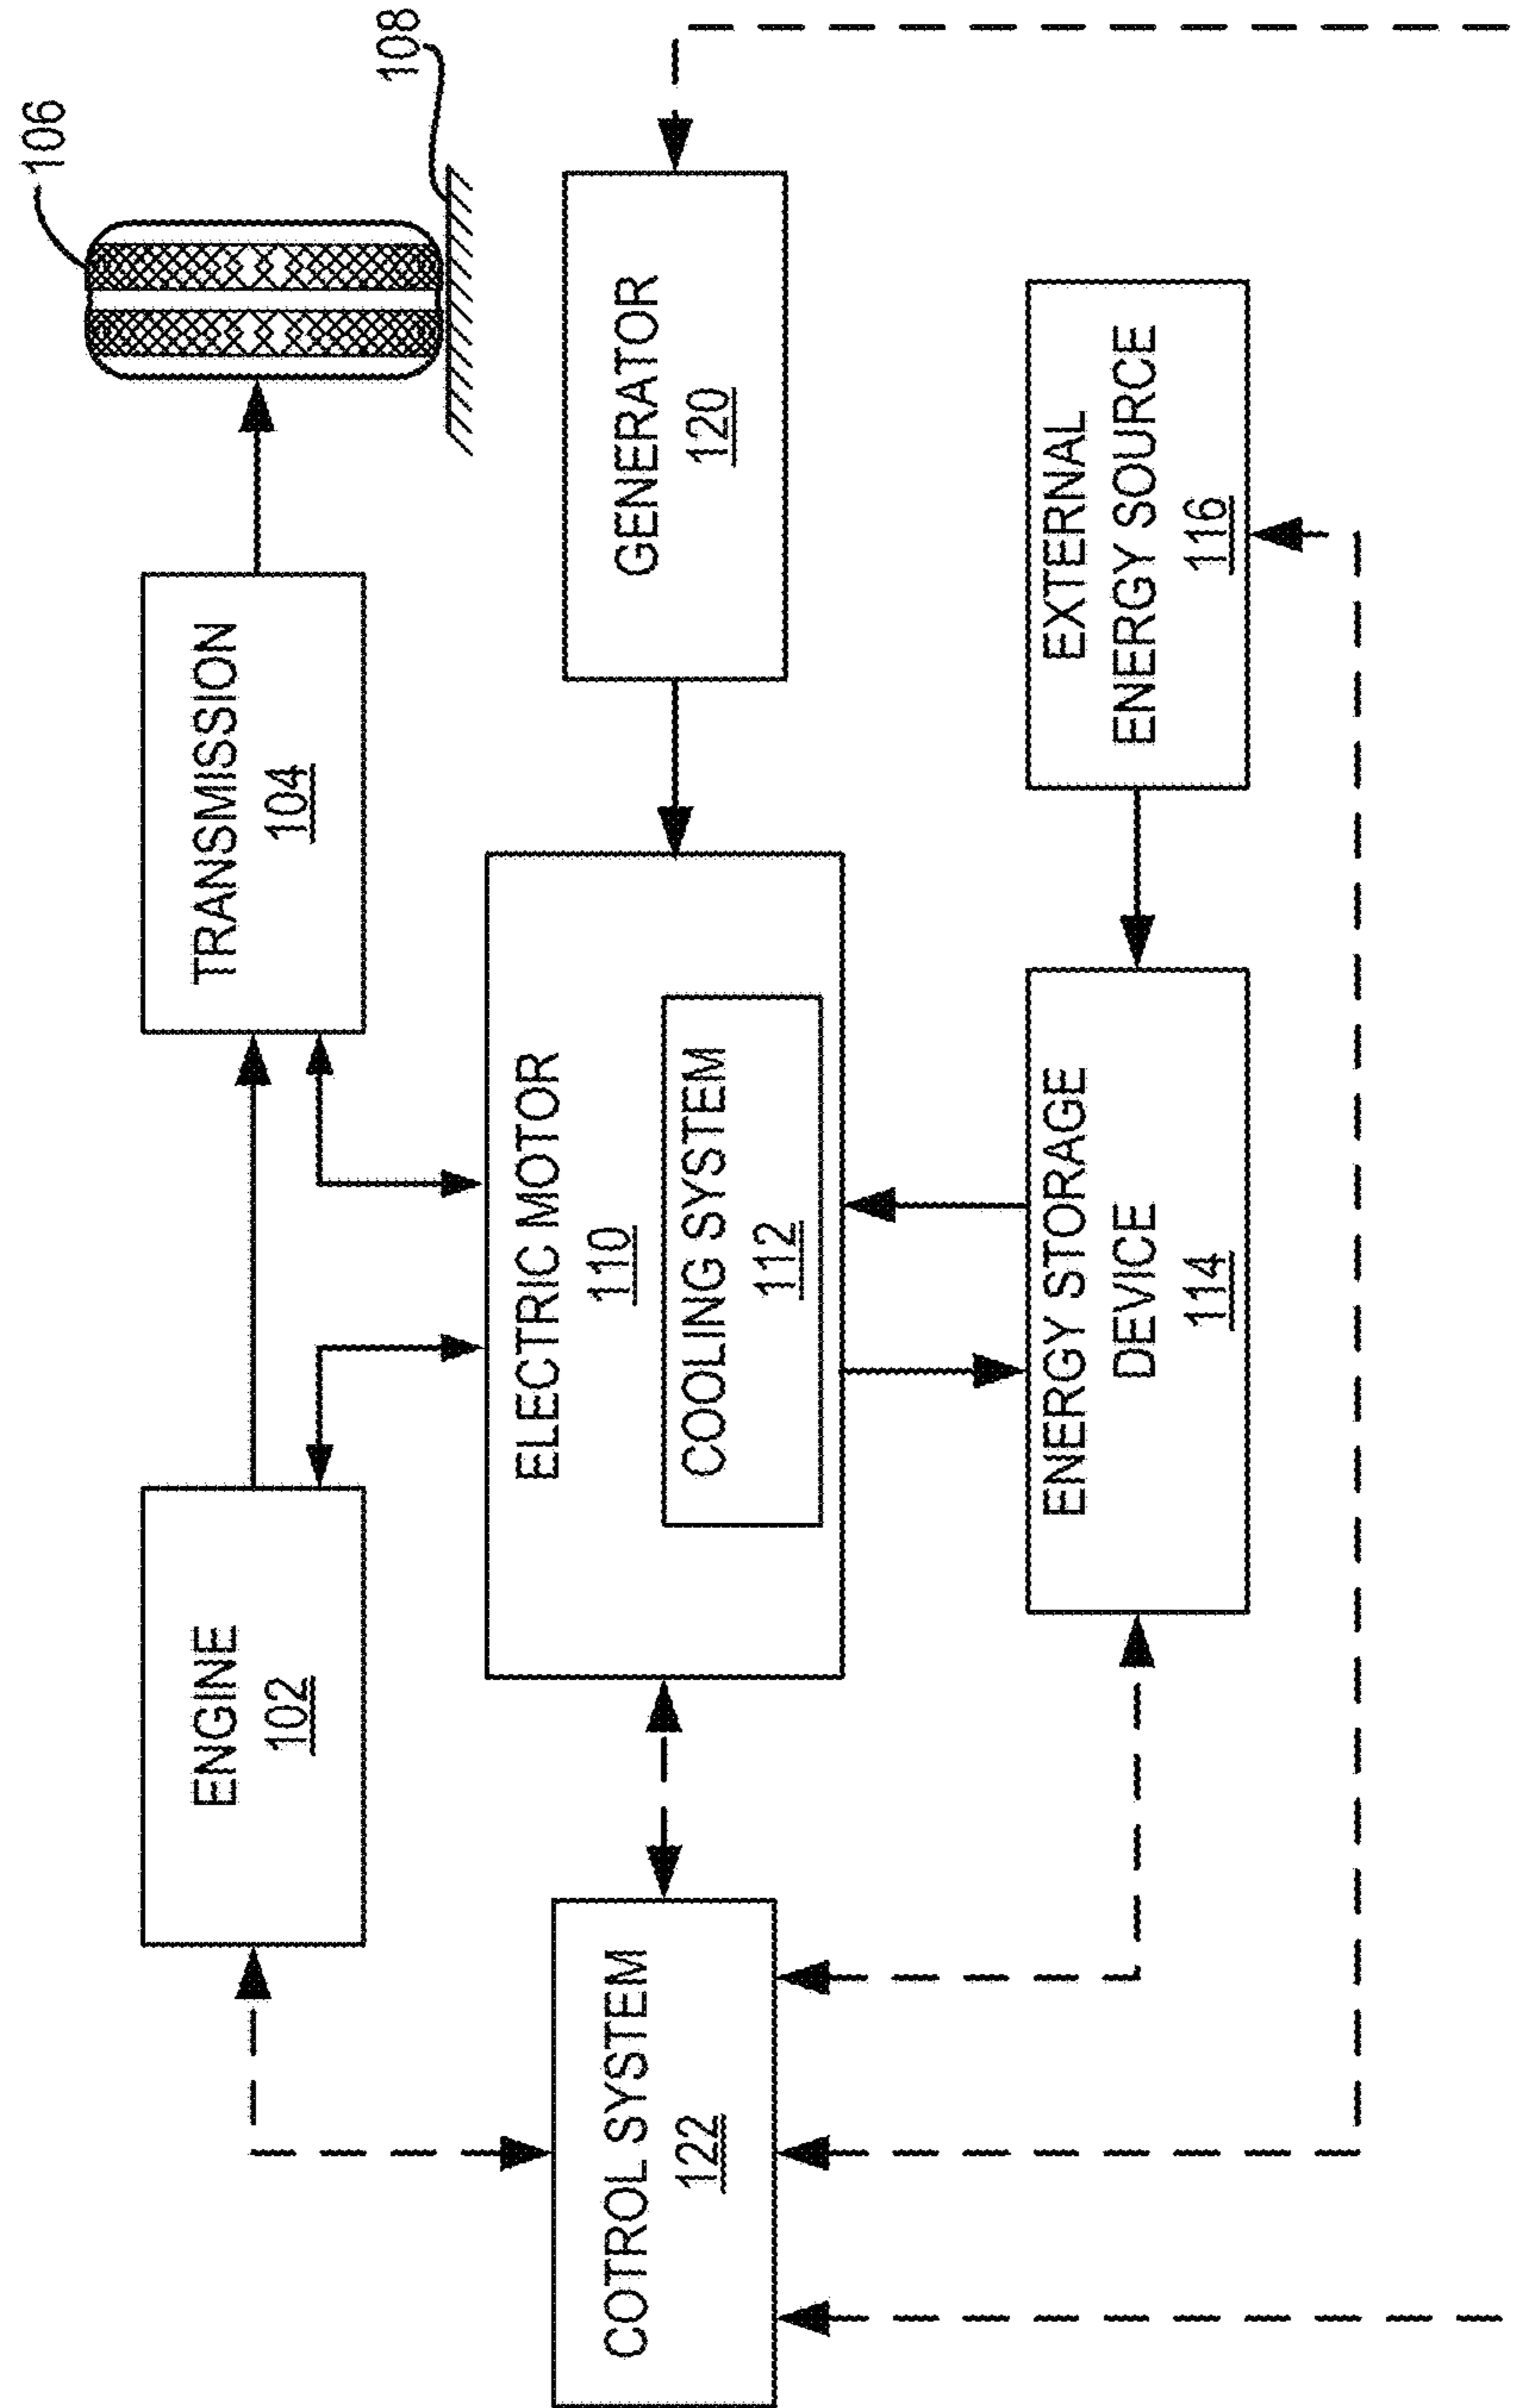 106
108
ENGINE
102
TRANSMISSION
104
COTROL SYSTEM
122
ELECTRIC MOTOR
110
COOLING SYSTEM
112
GENERATOR
120
ENERGY STORAGE
DEVICE
114
EXTERNAL
ENERGY SOURCE
116